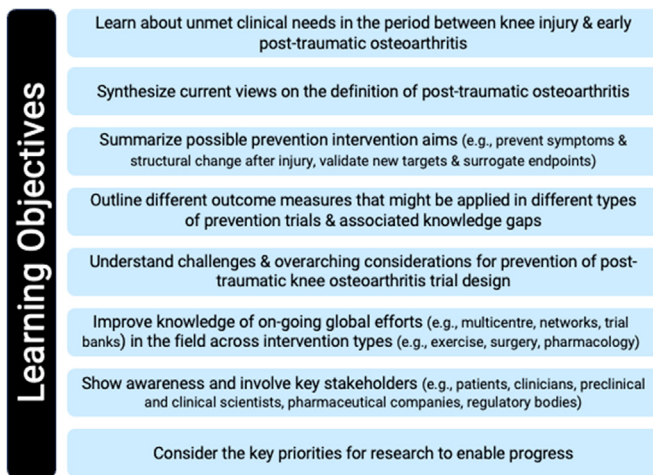 Learning Objectives
Learn about unmet clinical needs in the period between knee injury & early
post-traumatic osteoarthritis
Synthesize current views on the definition of post-traumatic osteoarthritis
Summarize possible prevention intervention aims (e.g., prevent symptoms &
structural change after injury, validate new targets & surrogate endpoints)
Outline different outcome measures that might be applied in different types
of prevention trials & associated knowledge gaps
Understand challenges & overarching considerations for prevention of post-
traumatic knee osteoarthritis trial design
Improve knowledge of on-going global efforts (e.g., multicentre, networks, trial
banks) in the field across intervention types (e.g., exercise, surgery, pharmacology)
Show awareness and involve key stakeholders (e.g., patients, clinicians, preclinical
and clinical scientists, pharmaceutical companies, regulatory bodies)
Consider the key priorities for research to enable progress